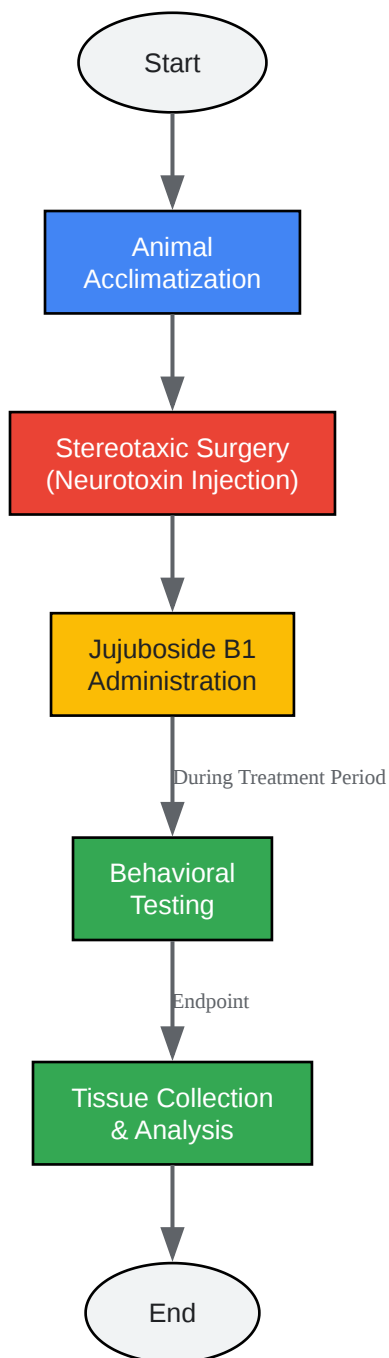 Start
Animal
Acclimatization
Stereotaxic Surgery
(Neurotoxin Injection)
Jujuboside B1
Administration
During Treatment Period
Behavioral
Testing
Endpoint
Tissue Collection
& Analysis
End